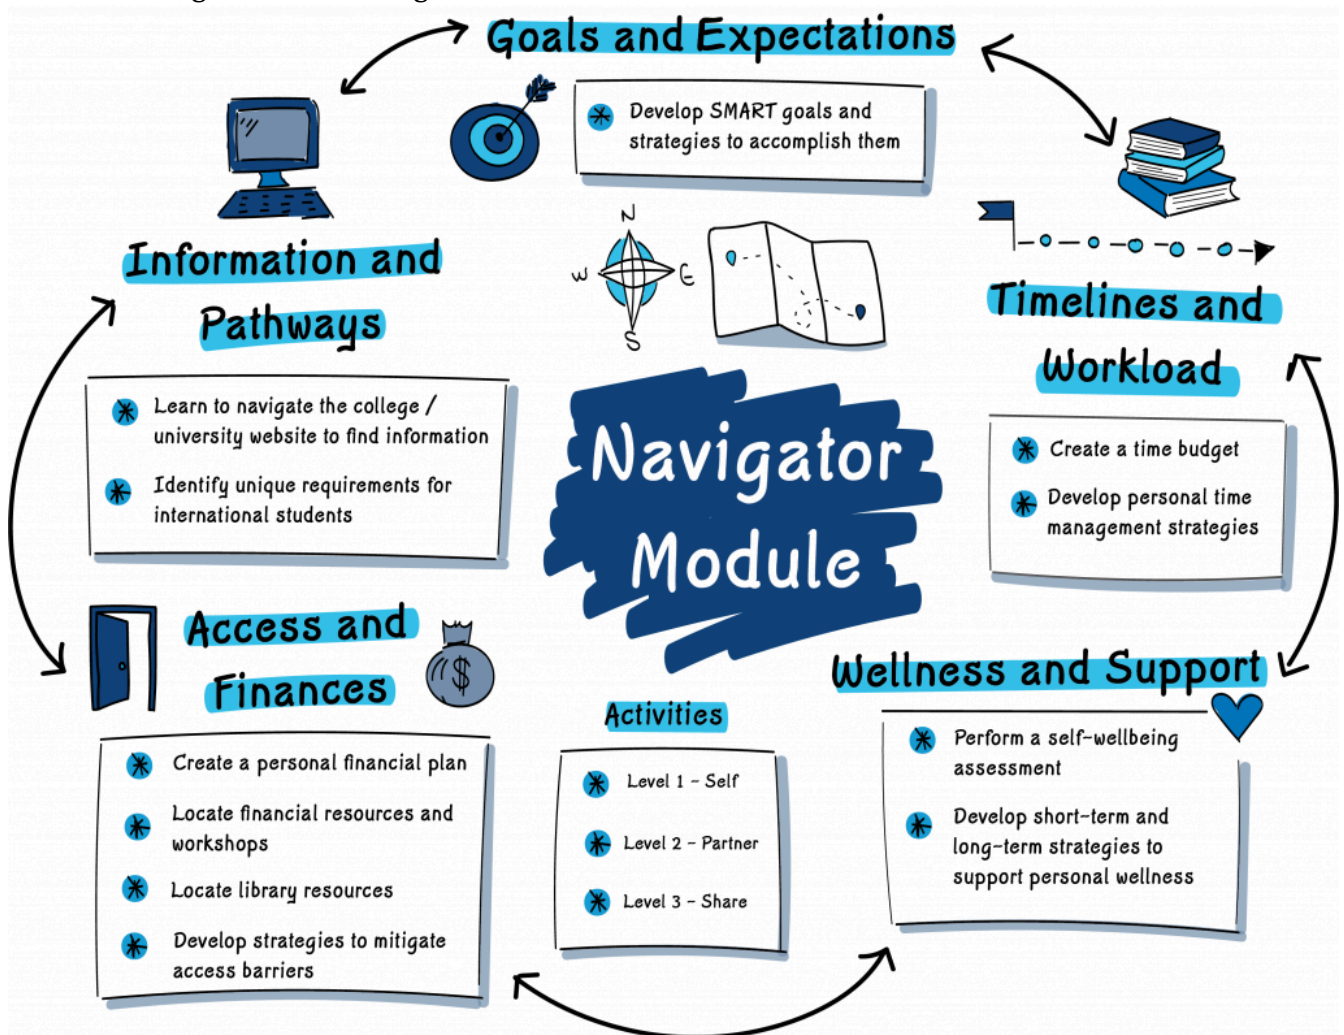 Goals and Expectations
Develop SMART goals and
strategies to accomplish them
Information and
Pathways
Learn to navigate the college /
university website to find information
Identify unique requirements for
international students
N
W
E
S
Timelines and
Workload
Create a time budget
Develop personal time
management strategies
Navigator
Module
Access and
Finances
$
Create a personal financial plan
Locate financial resources and
workshops
Locate library resources
Develop strategies to mitigate
access barriers
Activities
Level 1 - Self
Level 2 - Partner
Level 3 - Share
Wellness and Support
Perform a self-wellbeing
assessment
Develop short-term and
long-term strategies to
support personal wellness